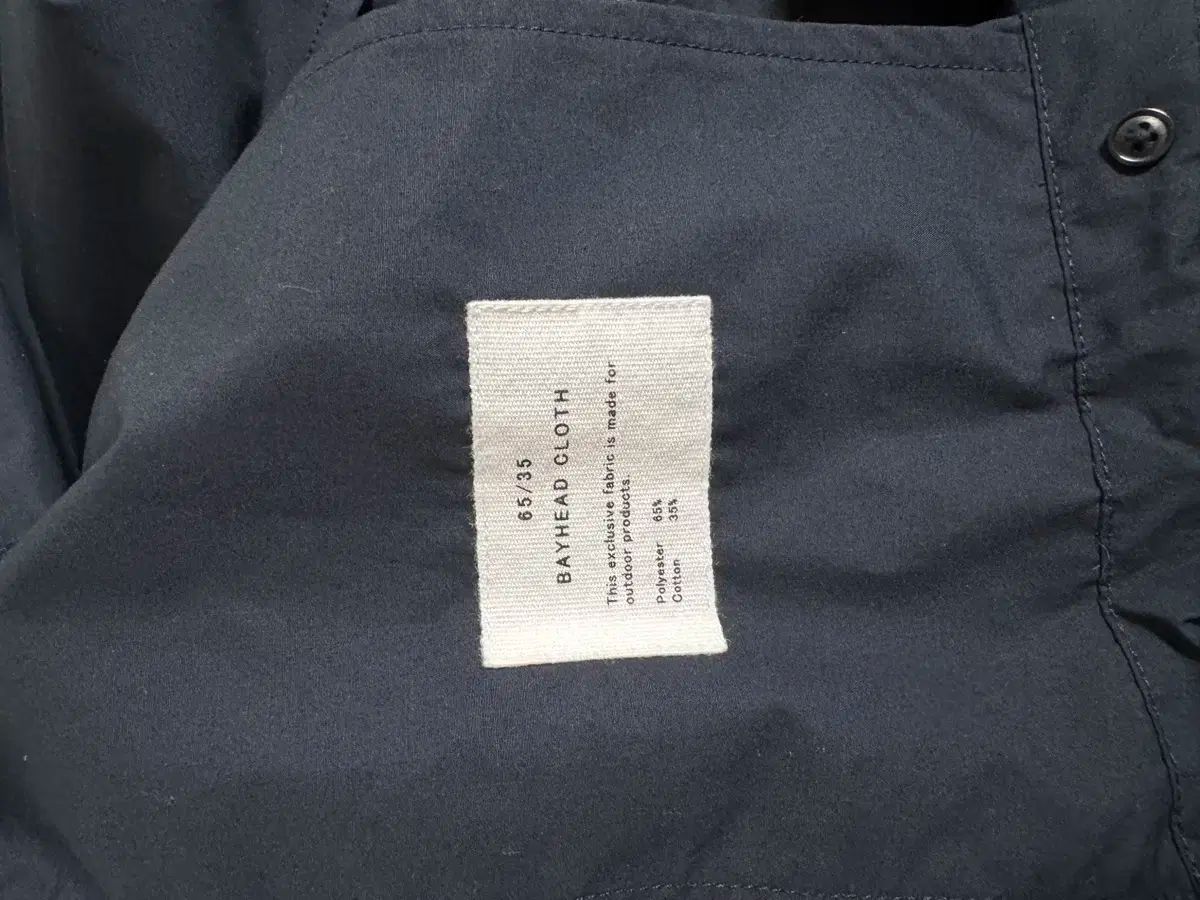 65/35
BAYHEAD CLOTH
This exclusive fabric is made for
outdoor products.
Polyester 65%
Cotton 35%